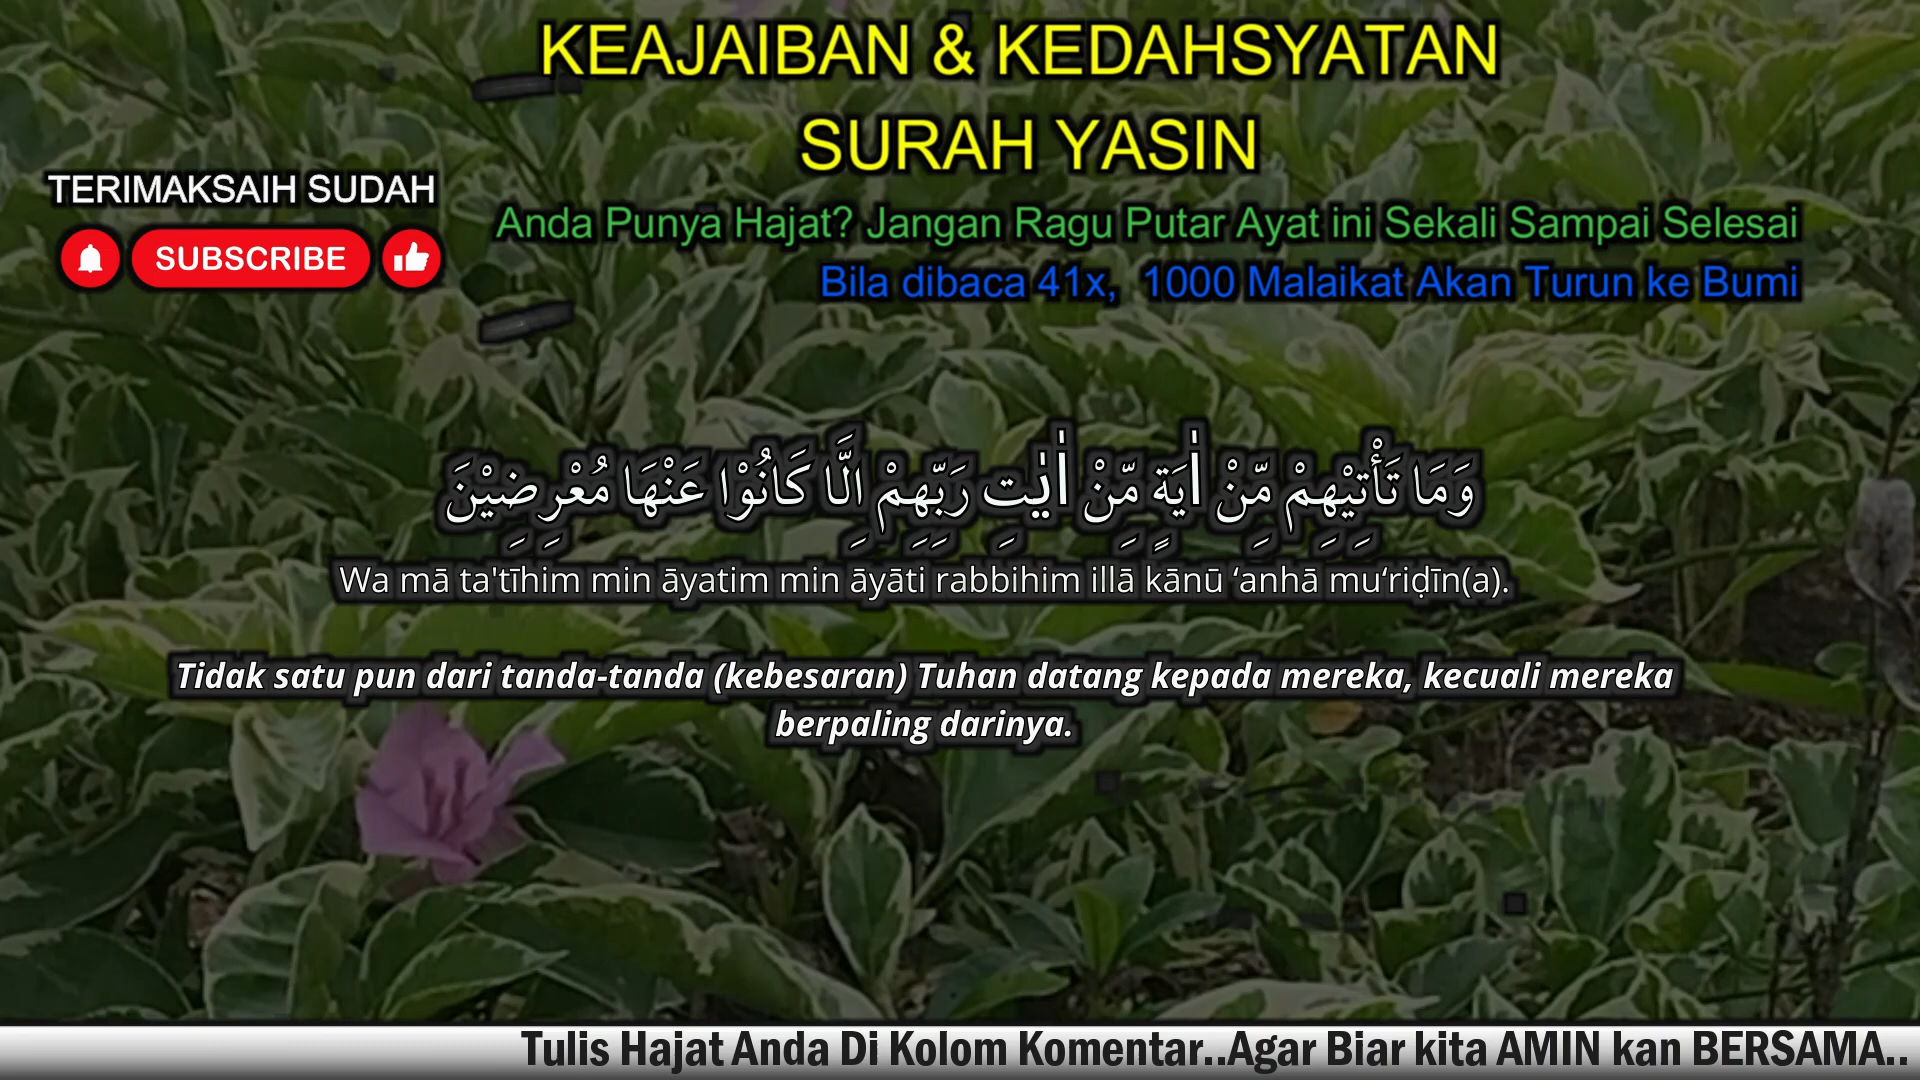 KEAJAIBAN & KEDAHSYATAN
SURAH YASIN
TERIMAKSAIH SUDAH
SUBSCRIBE
Anda Punya Hajat? Jangan Ragu Putar Ayat ini Sekali Sampai Selesai
Bila dibaca 41x, 1000 Malaikat Akan Turun ke Bumi
وَمَا تَأْتِيْهِمْ مِّنْ اٰيَةٍ مِّنْ اٰيٰتِ رَبِّهِمْ اِلَّا كَانُوْا عَنْهَا مُعْرِضِيْنَ
Wa mā ta'tīhim min āyatim min āyāti rabbihim illā kānū ‘anhā mu‘riḍīn(a).
Tidak satu pun dari tanda-tanda (kebesaran) Tuhan datang kepada mereka, kecuali mereka
berpaling darinya.
Tulis Hajat Anda Di Kolom Komentar..Agar Biar kita AMIN kan BERSAMA..